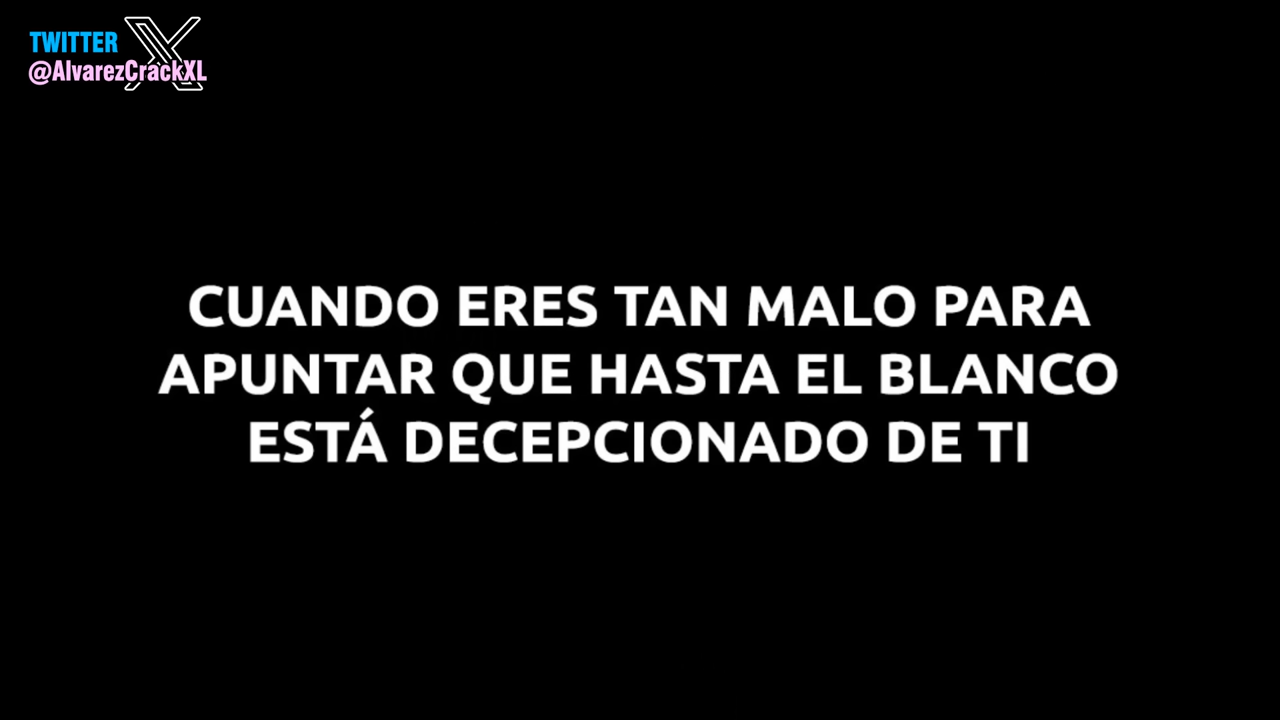 TWITTER
@AlvarezCrackXL
CUANDO ERES TAN MALO PARA
APUNTAR QUE HASTA EL BLANCO
ESTÁ DECEPCIONADO DE TI